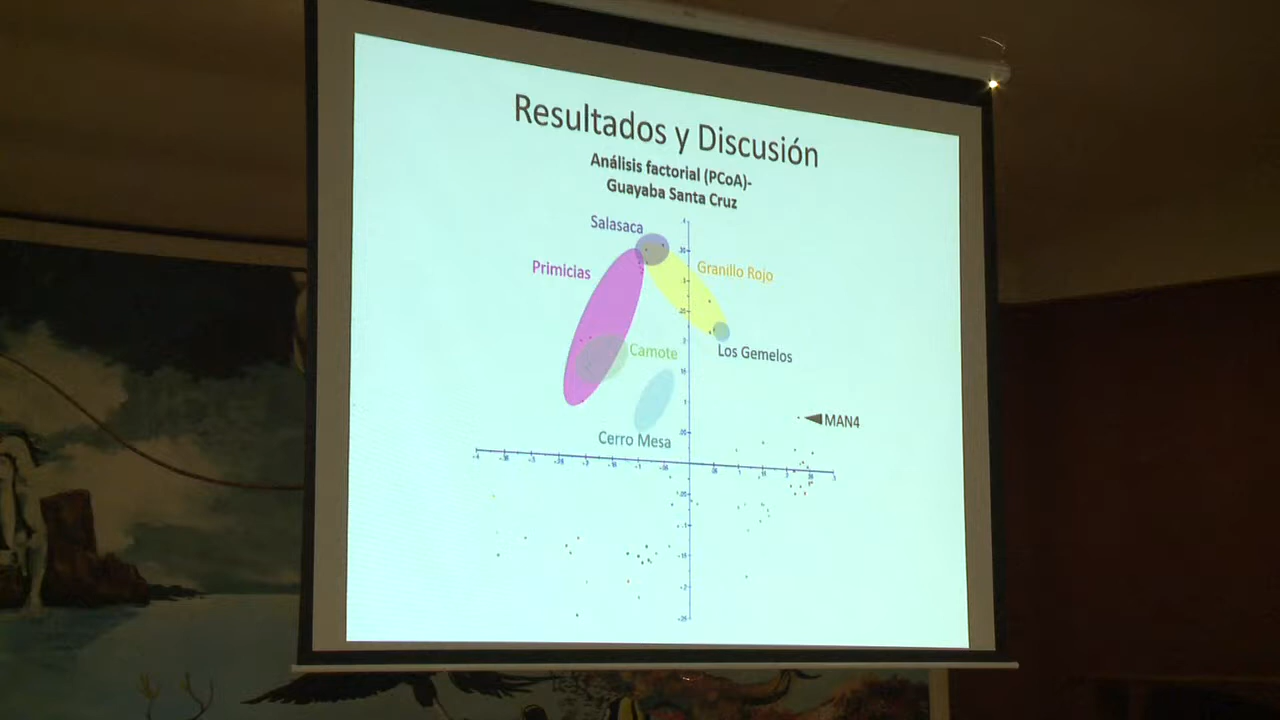 Resultados y Discusión
Análisis factorial (PCoA)-
Guayaba Santa Cruz
Salasaca
Primicias
Granillo Rojo
Camote
Los Gemelos
MAN4
Cerro Mesa